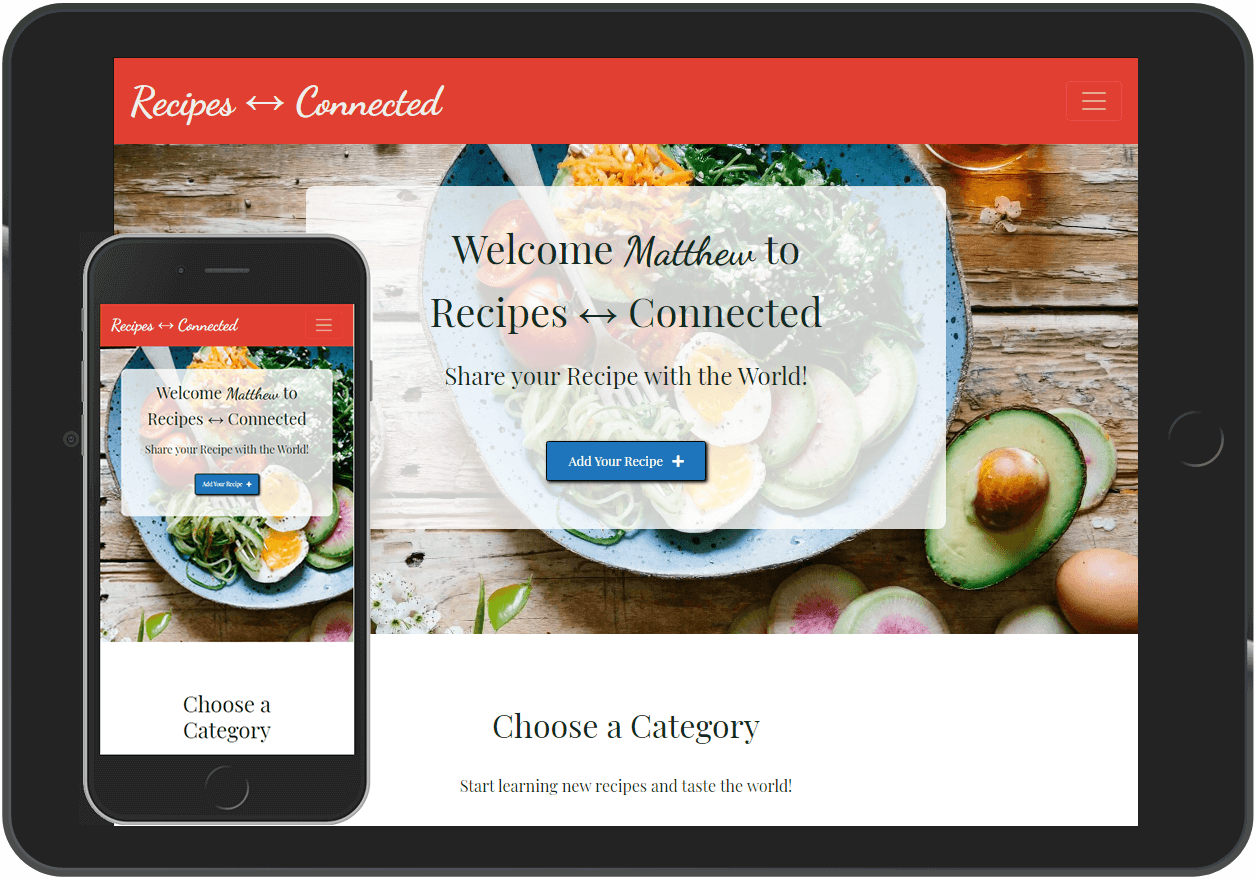 Recipes ↔ Connected
Welcome Matthew to
Recipes ↔ Connected
Share your Recipe with the World!
Add Your Recipe +
Choose a Category
Start learning new recipes and taste the world!
Recipes ↔ Connected
Welcome Matthew to
Recipes ↔ Connected
Share your Recipe with the World!
Add Your Recipe +
Choose a
Category